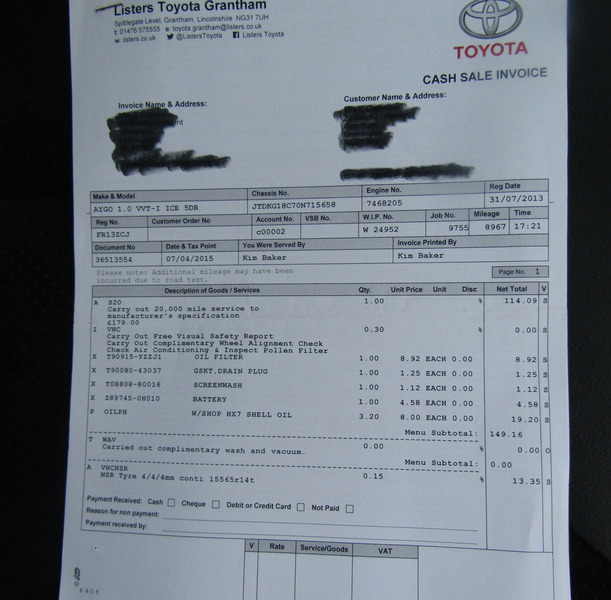 Listers Toyota Grantham
Spittlegate Level, Grantham, Lincolnshire NG31 7UH
t: 01476 575555 e: toyota.grantham@listers.co.uk
w: listers.co.uk @ListersToyota Listers Toyota
TOYOTA
CASH SALE INVOICE
Invoice Name & Address:
Customer Name & Address:
Make & Model Chassis No. Engine No. Reg Date
AYGO 1.0 VVT-I ICE 5DR JTDKG18C70N715658 7468205 31/07/2013
Reg No. Customer Order No Account No. VSB No. W.I.P. No. Job No. Mileage Time
FR13ZCJ c00002 W 24952 9755 8967 17:21
Document No Date & Tax Point You Were Served By Invoice Printed By
36513554 07/04/2015 Kim Baker Kim Baker
Please note: Additional mileage may have been
incurred due to road test.
Page No. 1
Description of Goods / Services Qty. Unit Price Unit Disc Net Total V
A S20 1.00 % 114.09 S
Carry out 20,000 mile service to
manufacturer's specification
£179.00
I VHC 0.30 % 0.00 S
Carry Out Free Visual Safety Report
Carry Out Complimentary Wheel Alignment Check
Check Air Conditioning & Inspect Pollen Filter
X T90915-YZZJ1 OIL FILTER 1.00 8.92 EACH 0.00 8.92 S
X T90080-43037 GSKT,DRAIN PLUG 1.00 1.25 EACH 0.00 1.25 S
X T08808-80016 SCREENWASH 1.00 1.12 EACH 0.00 1.12 S
X I89745-0H010 BATTERY 1.00 4.58 EACH 0.00 4.58 S
P OILPH W/SHOP HX7 SHELL OIL 3.20 8.00 EACH 0.00 19.20 S
Menu Subtotal: 149.16
T WAV 0.00 % 0.00 O
Carried out complimentary wash and vacuum.
Menu Subtotal: 0.00
A VHCNSR 0.15 % 13.35 S
NSR Tyre 4/4/4mm conti 15565r14t
Payment Received: Cash Cheque Debit or Credit Card Not Paid
Reason for non payment:
Payment received by:
V Rate Service/Goods VAT